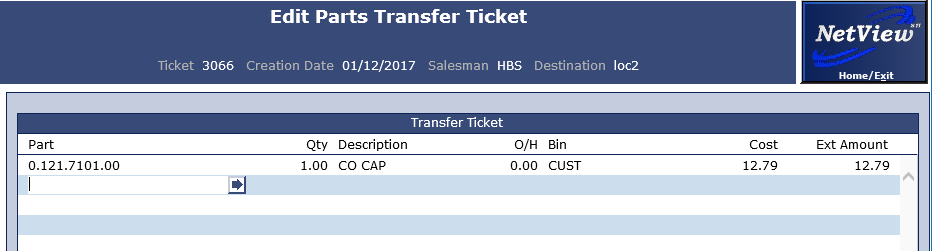 Edit Parts Transfer Ticket
Ticket 3066 Creation Date 01/12/2017 Salesman HBS Destination loc2
NetView
Home/Exit
Transfer Ticket
Part Qty Description O/H Bin Cost Ext Amount
0.121.7101.00 1.00 CO CAP 0.00 CUST 12.79 12.79